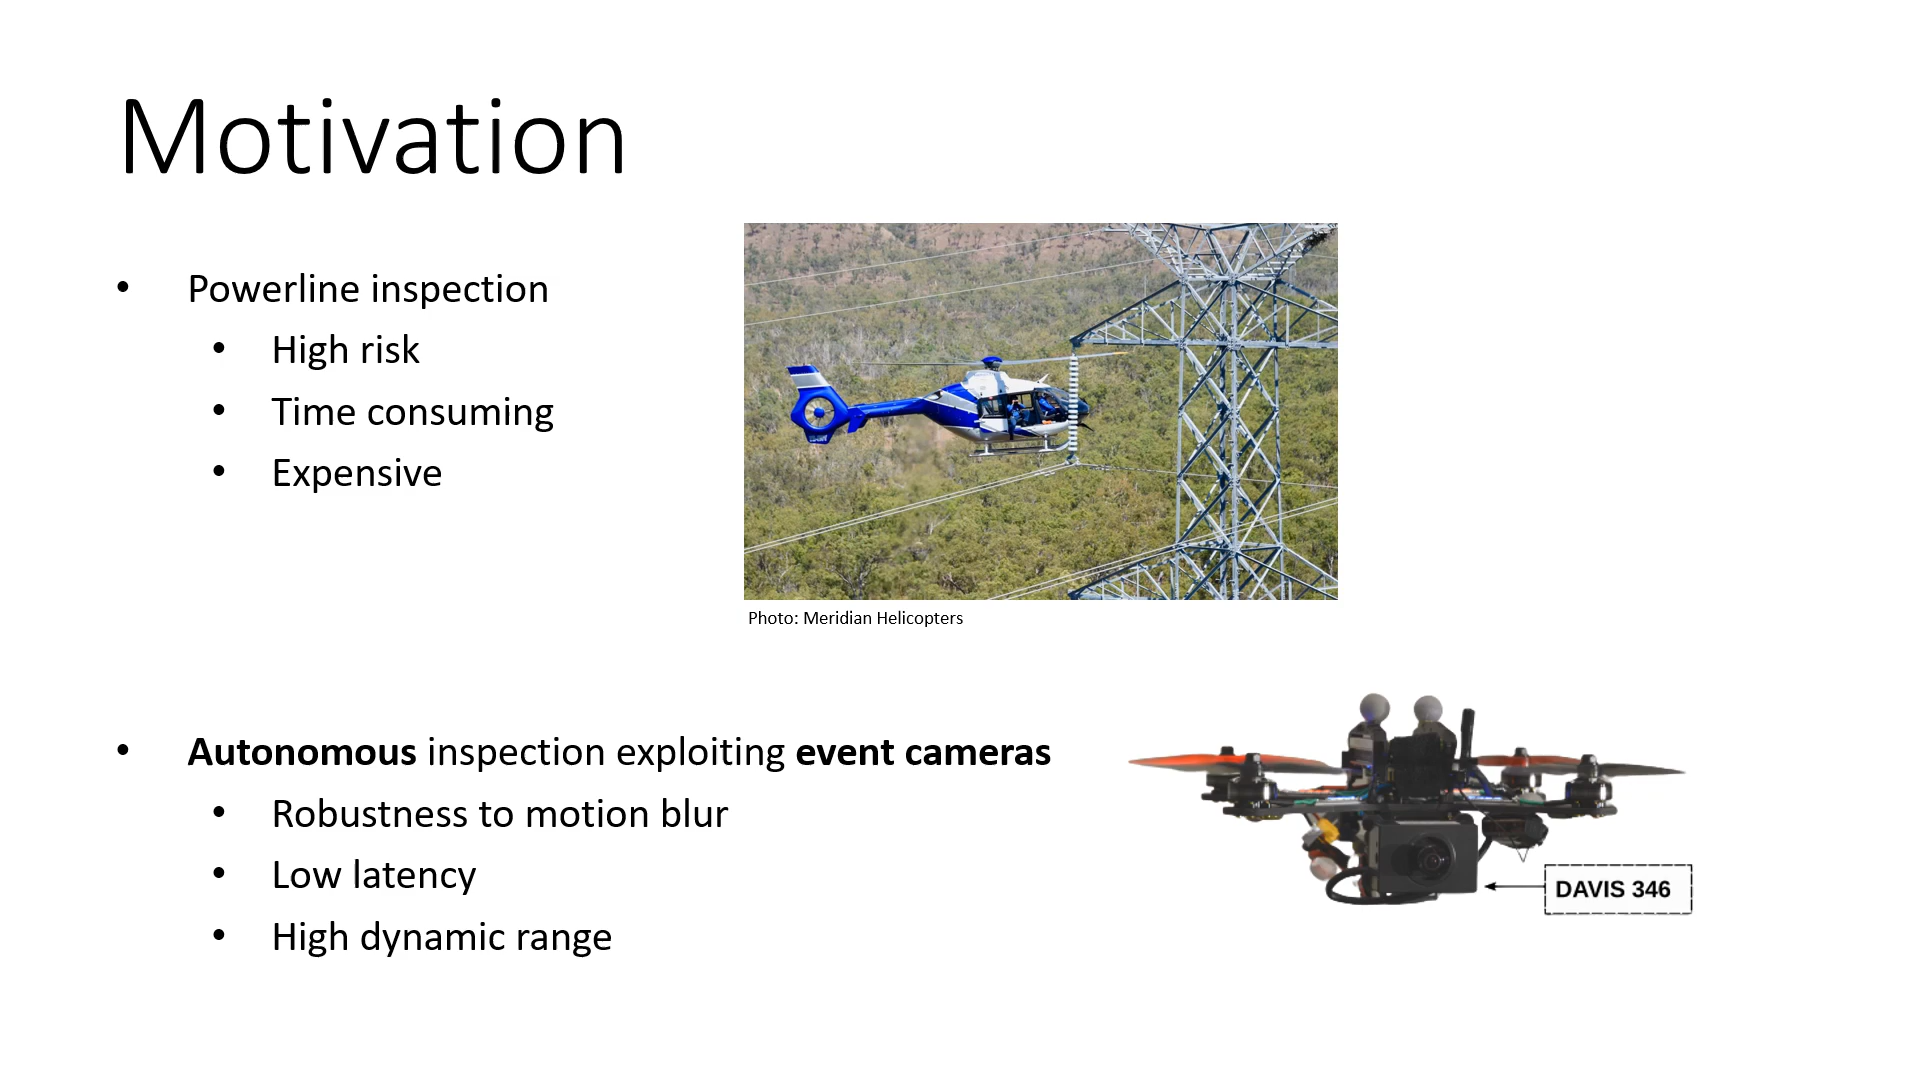 Motivation
• Powerline inspection
• High risk
• Time consuming
• Expensive
Photo: Meridian Helicopters
• Autonomous inspection exploiting event cameras
• Robustness to motion blur
• Low latency
• High dynamic range
DAVIS 346